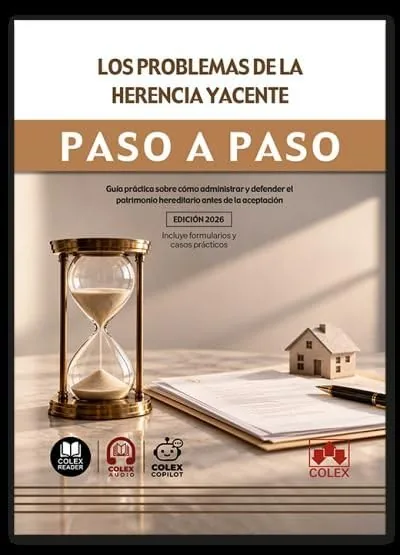 LOS PROBLEMAS DE LA
HERENCIA YACENTE
PASO A PASO
Guía práctica sobre cómo administrar y defender el
patrimonio hereditario antes de la aceptación
EDICIÓN 2026
Incluye formularios y
casos prácticos
COLEX
READER
COLEX
AUDIO
COLEX
COPILOT
COLEX